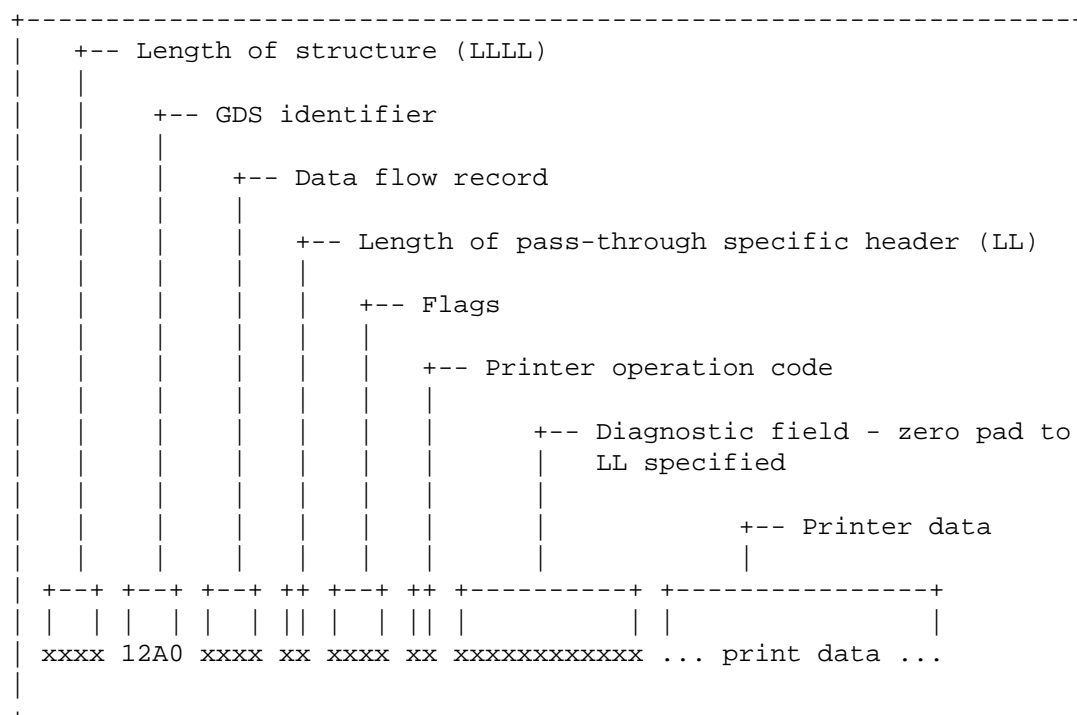 +-- Length of structure (LLLL)
+-- GDS identifier
+-- Data flow record
+-- Length of pass-through specific header (LL)
+-- Flags
+-- Printer operation code
+-- Diagnostic field - zero pad to
LL specified
+-- Printer data
xxxx 12A0 xxxx xx xxxx xx xxxxxxxxxxxx ... print data ...